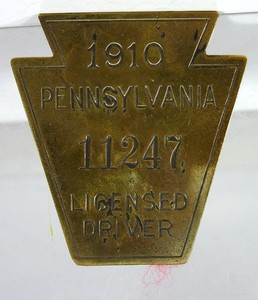 1910
PENNSYLVANIA
11247
LICENSED
DRIVER